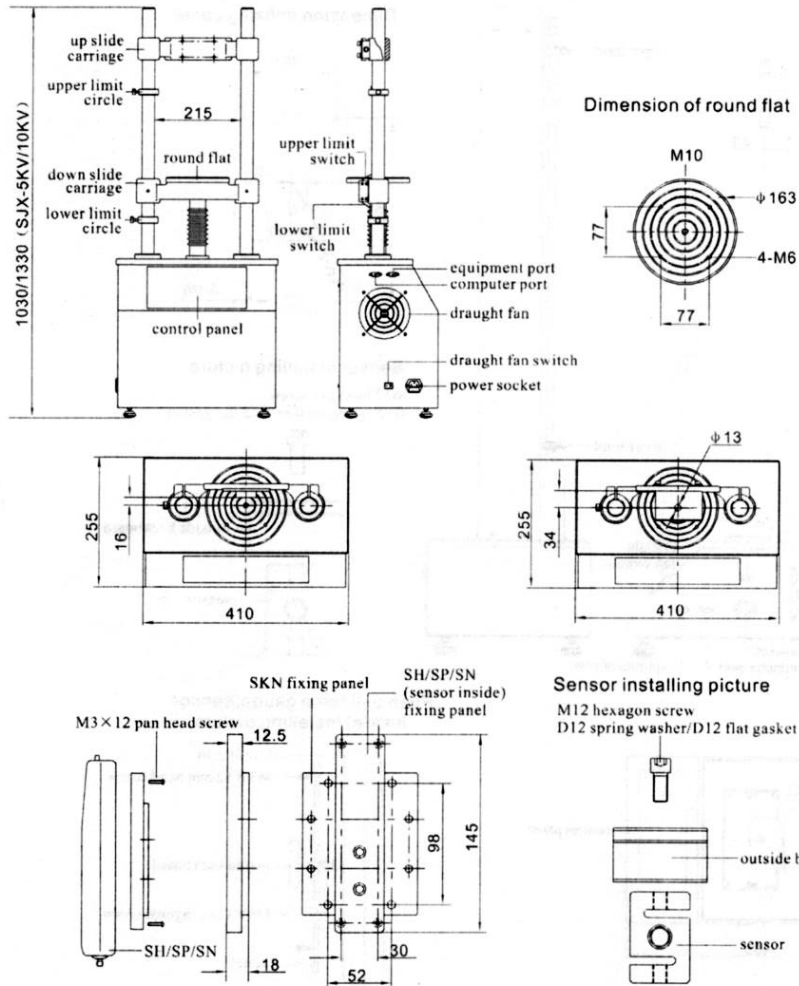 up slide
carriage
upper limit
circle
215
round flat
down slide
carriage
lower limit
circle
1030/1330 (SJX-5KV/10KV)
control panel
upper limit
switch
lower limit
switch
equipment port
computer port
draught fan
draught fan switch
power socket
Dimension of round flat
M10
φ163
77
4-M6
77
255
16
410
φ13
255
34
410
SKN fixing panel
SH/SP/SN
(sensor inside)
fixing panel
M3×12 pan head screw
12.5
98
145
SH/SP/SN
18
30
52
Sensor installing picture
M12 hexagon screw
D12 spring washer/D12 flat gasket
outside b
sensor